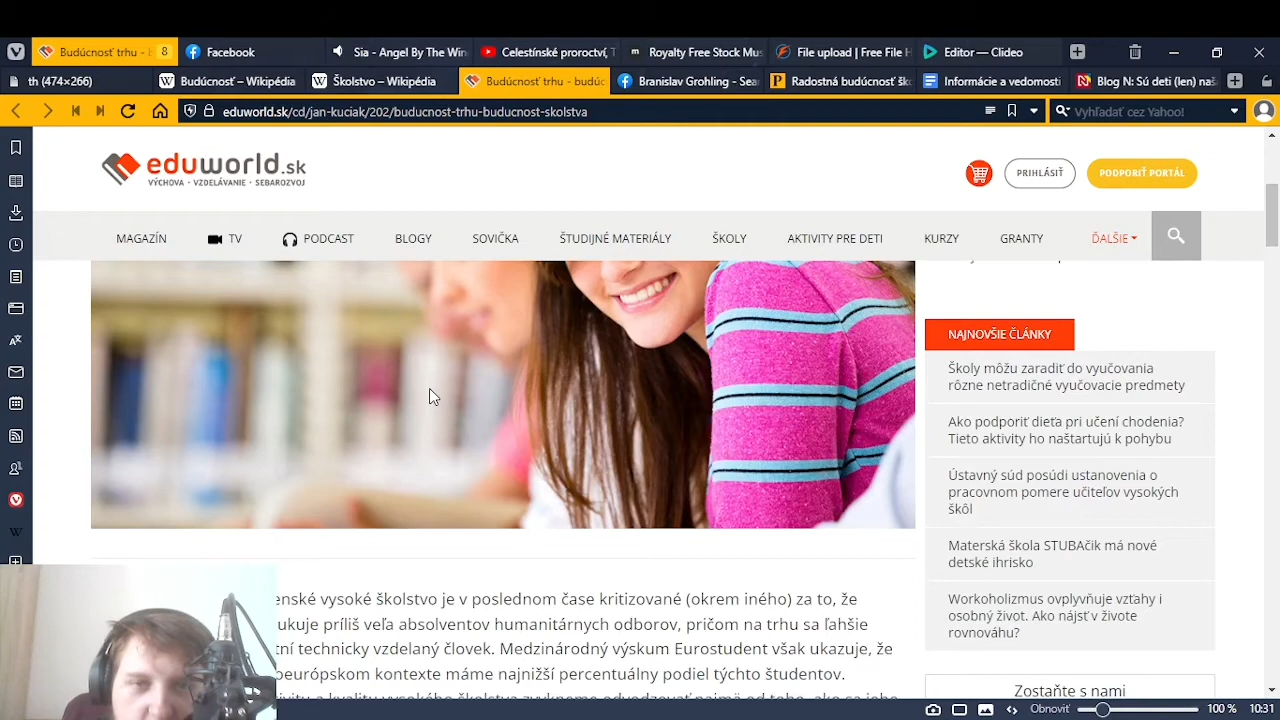 Budúcnosť trhu - b 8
Facebook
Sia - Angel By The Win
Celestínské proroctví, T
Royalty Free Stock Mus
File dropper | Free File H
Editor — Clideo
th (474×266)
Budúcnosť – Wikipédia
Školstvo – Wikipédia
Budúcnosť trhu - budúc
Branislav Grohling - Sea
Radostná budúcnosť šk
Informácie a vedomosti
Blog N: Sú deti (len) naš
eduworld.sk/cd/jan-kuciak/202/buducnost-trhu-buducnost-skolstva
Vyhľadať cez Yahoo!
eduworld.sk
VÝCHOVA · VZDELÁVANIE · SEBAROZVOJ
PRIHLÁSIŤ
PODPORIŤ PORTÁL
MAGAZÍN
TV
PODCAST
BLOGY
SOVIČKA
ŠTUDIJNÉ MATERIÁLY
ŠKOLY
AKTIVITY PRE DETI
KURZY
GRANTY
ĎALŠIE
NAJNOVŠIE ČLÁNKY
Školy môžu zaradiť do vyučovania
rôzne netradičné vyučovacie predmety
Ako podporiť dieťa pri učení chodenia?
Tieto aktivity ho naštartujú k pohybu
Ústavný súd posúdi ustanovenia o
pracovnom pomere učiteľov vysokých
škôl
Materská škola STUBAčik má nové
detské ihrisko
Workoholizmus ovplyvňuje vzťahy i
osobný život. Ako nájsť v živote
rovnováhu?
Zostaňte s nami
enské vysoké školstvo je v poslednom čase kritizované (okrem iného) za to, že
ukuje príliš veľa absolventov humanitárnych odborov, pričom na trhu sa ľahšie
tní technicky vzdelaný človek. Medzinárodný výskum Eurostudent však ukazuje, že
oeurópskom kontexte máme najnižší percentuálny podiel týchto študentov.
Obnoviť
100 %
10:31